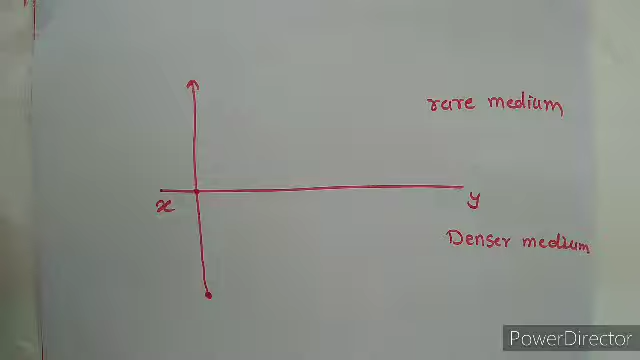 rare medium
x
y
Denser medium
PowerDirector